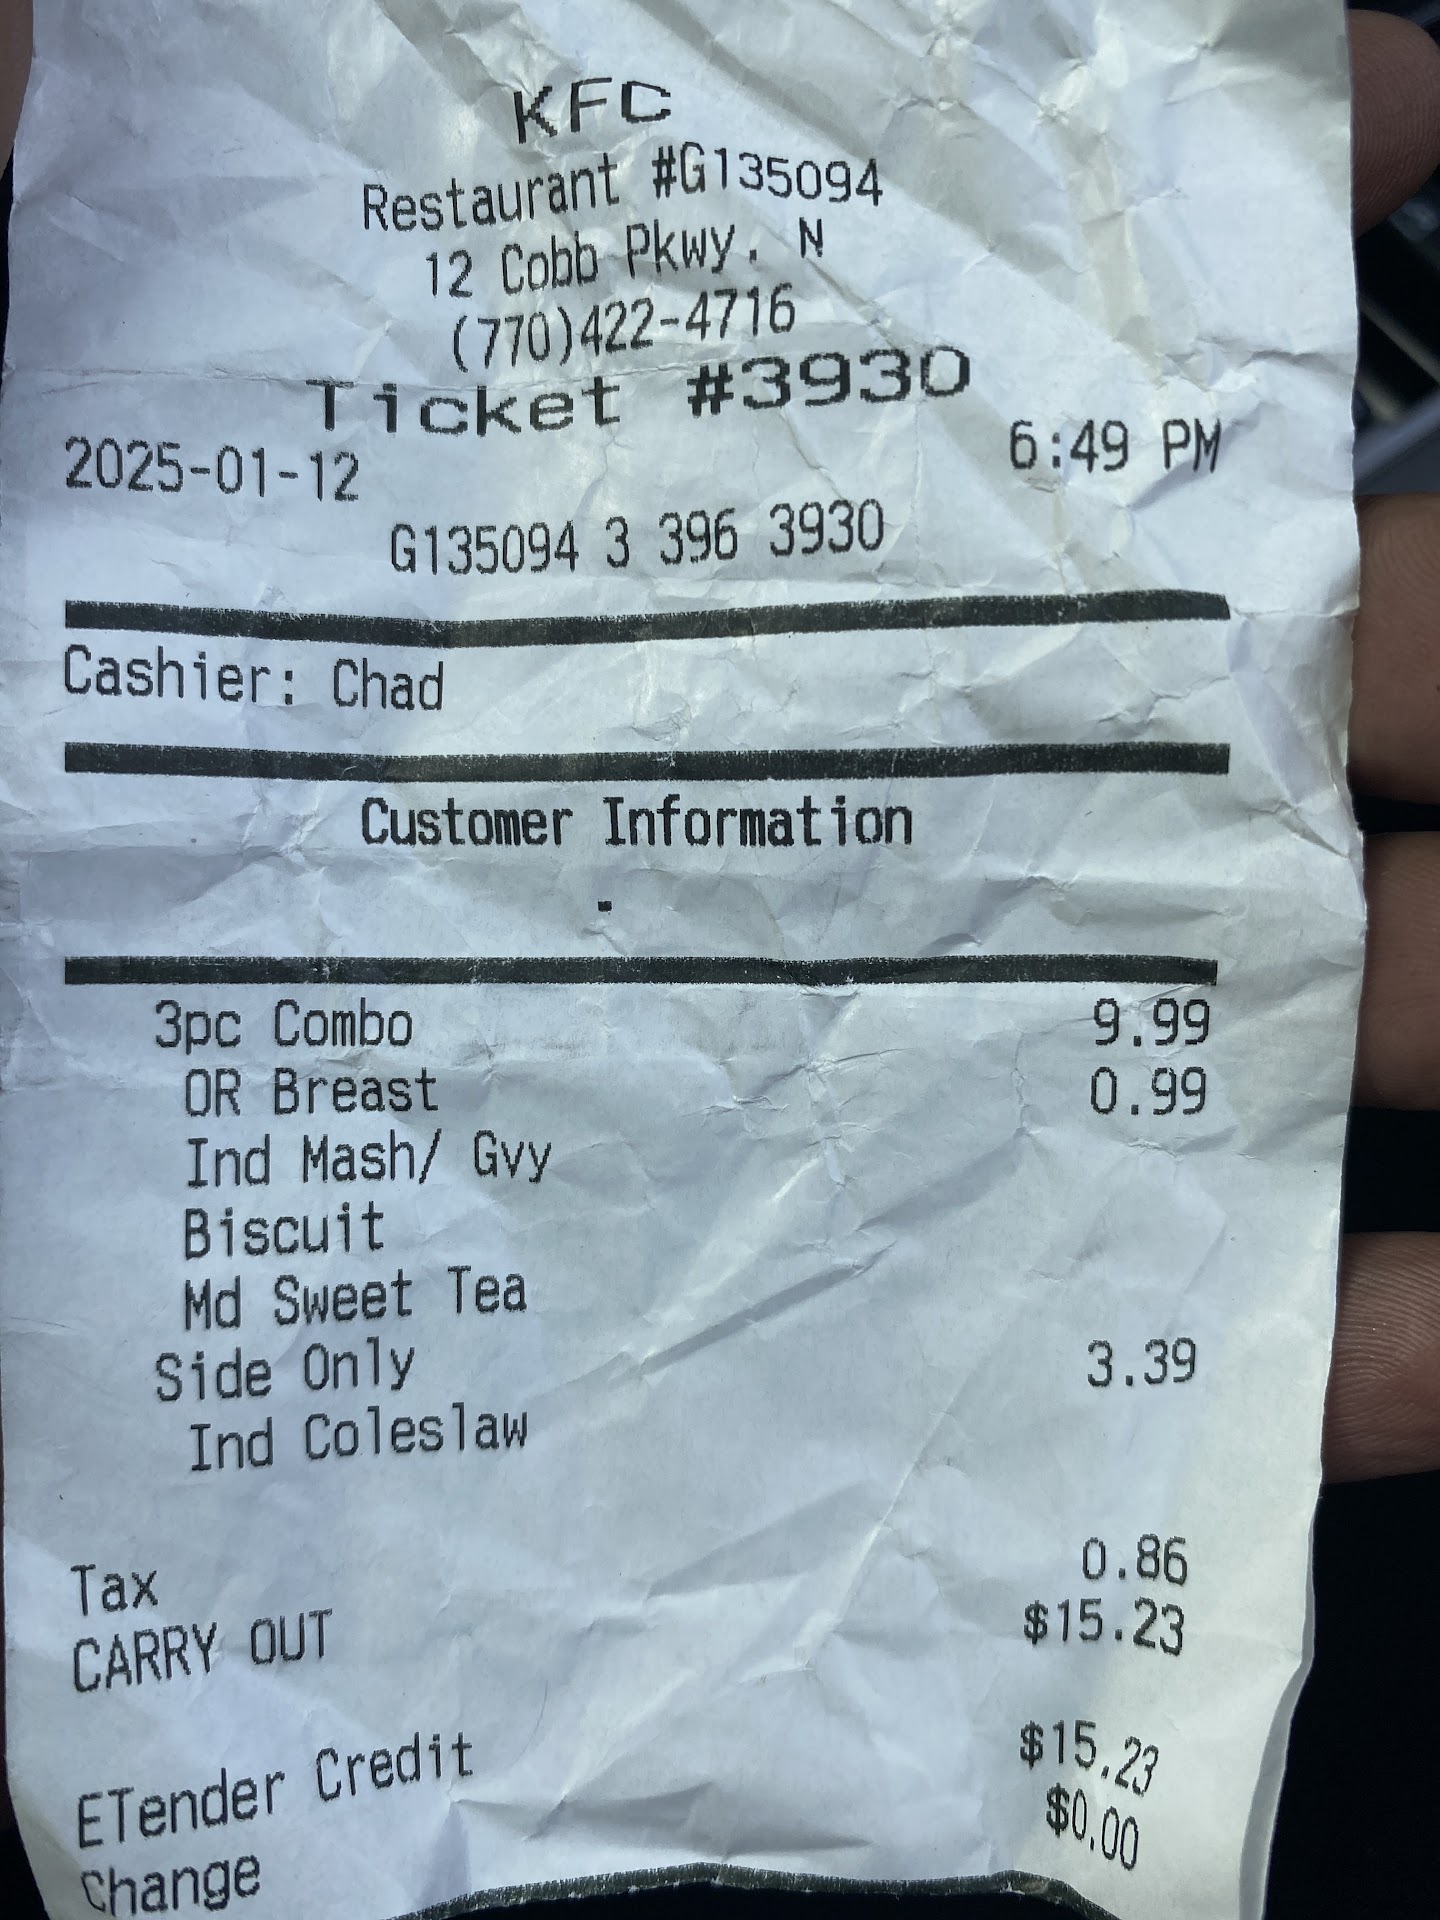 KFC
Restaurant #G135094
12 Cobb Pkwy. N
(770)422-4716
Ticket #3930
2025-01-12 6:49 PM
G135094 3 396 3930
Cashier: Chad
Customer Information
.
3pc Combo 9.99
OR Breast 0.99
Ind Mash/ Gvy
Biscuit
Md Sweet Tea
Side Only 3.39
Ind Coleslaw
Tax 0.86
CARRY OUT $15.23
ETender Credit $15.23
Change $0.00